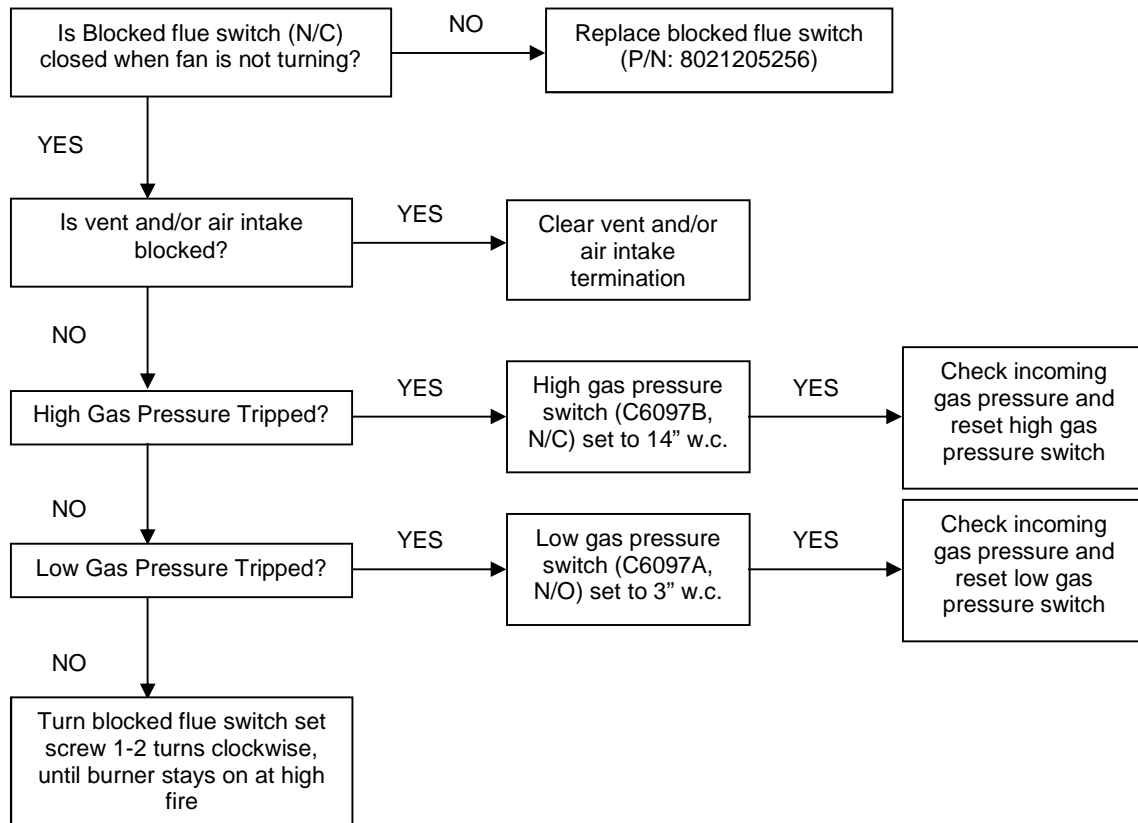 Is Blocked flue switch (N/C)
closed when fan is not turning?
NO
Replace blocked flue switch
(P/N: 8021205256)
YES
Is vent and/or air intake
blocked?
YES
Clear vent and/or
air intake
termination
NO
High Gas Pressure Tripped?
YES
High gas pressure
switch (C6097B,
N/C) set to 14” w.c.
YES
Check incoming
gas pressure and
reset high gas
pressure switch
NO
Low Gas Pressure Tripped?
YES
Low gas pressure
switch (C6097A,
N/O) set to 3” w.c.
YES
Check incoming
gas pressure and
reset low gas
pressure switch
NO
Turn blocked flue switch set
screw 1-2 turns clockwise,
until burner stays on at high
fire